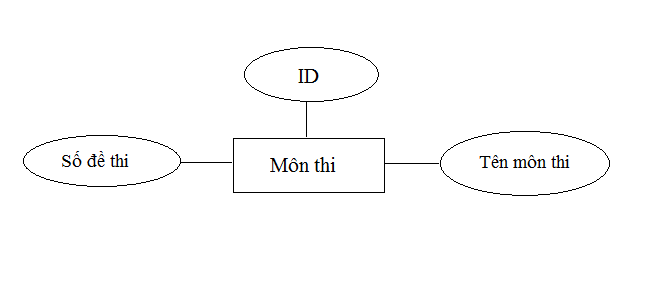 ID
Số đề thi
Môn thi
Tên môn thi